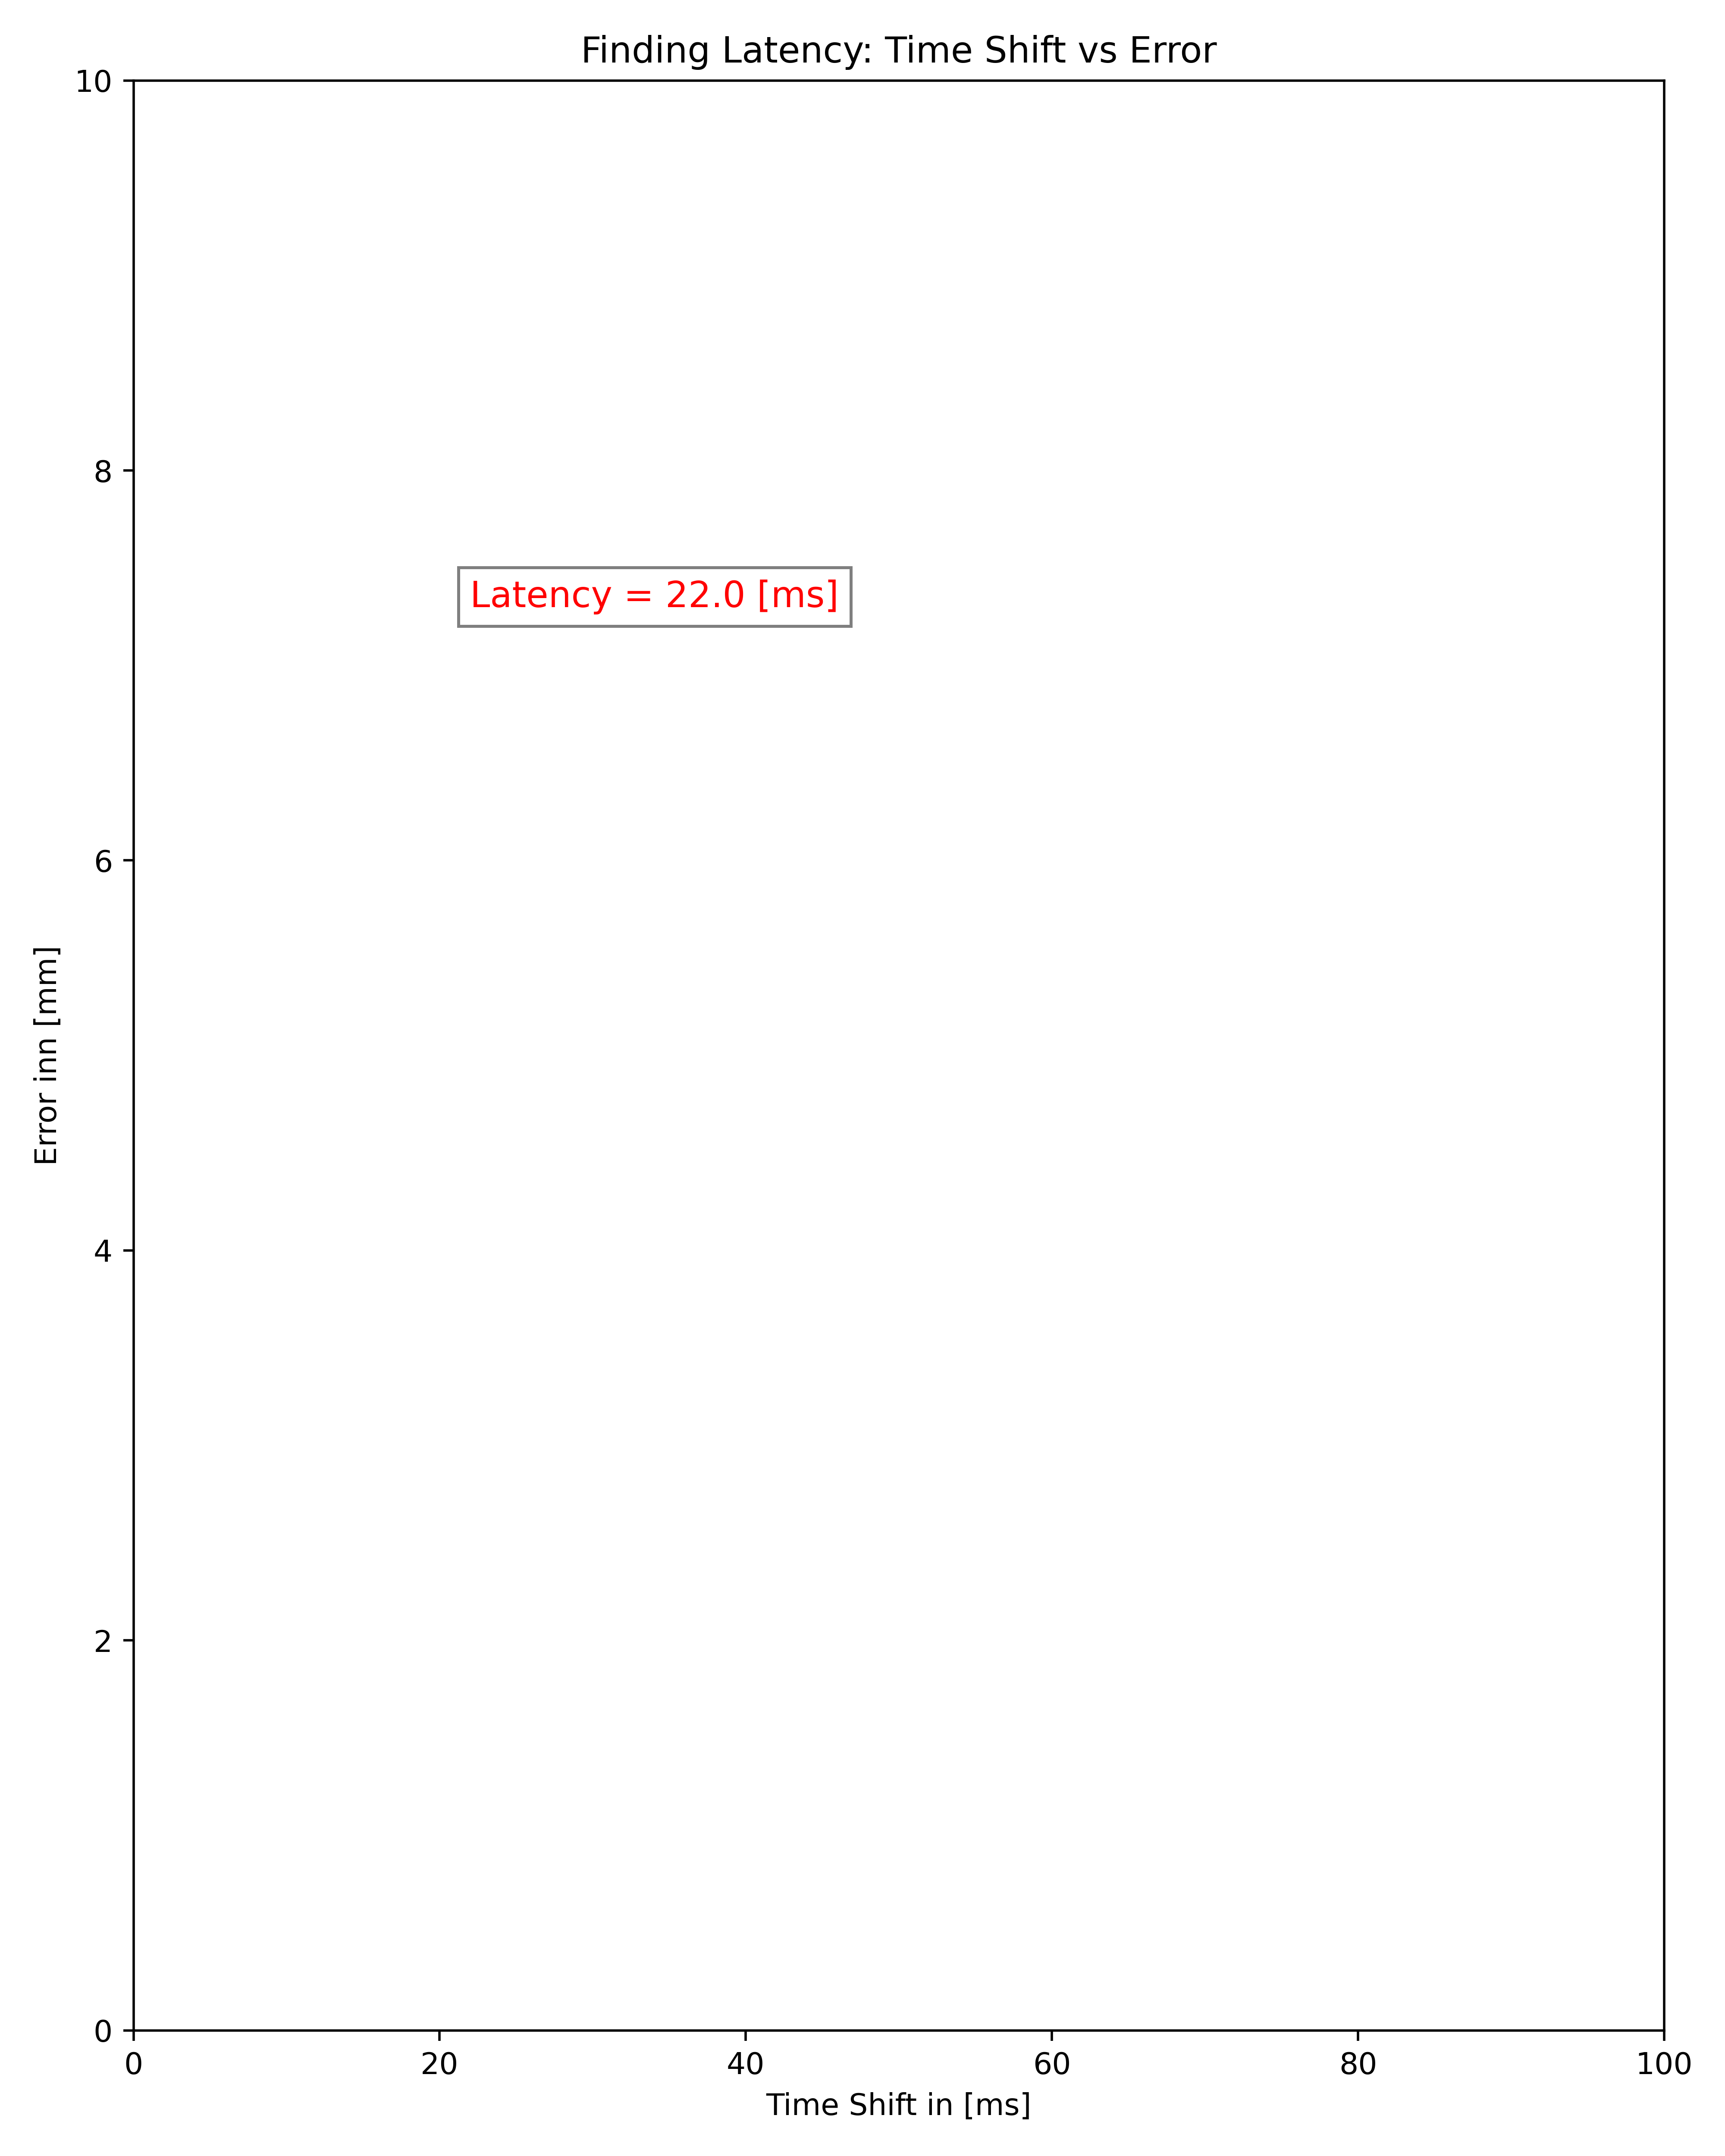 Finding Latency: Time Shift vs Error
10
8
Latency = 22.0 [ms]
6
Error inn [mm]
4
2
0
0 20 40 60 80 100
Time Shift in [ms]